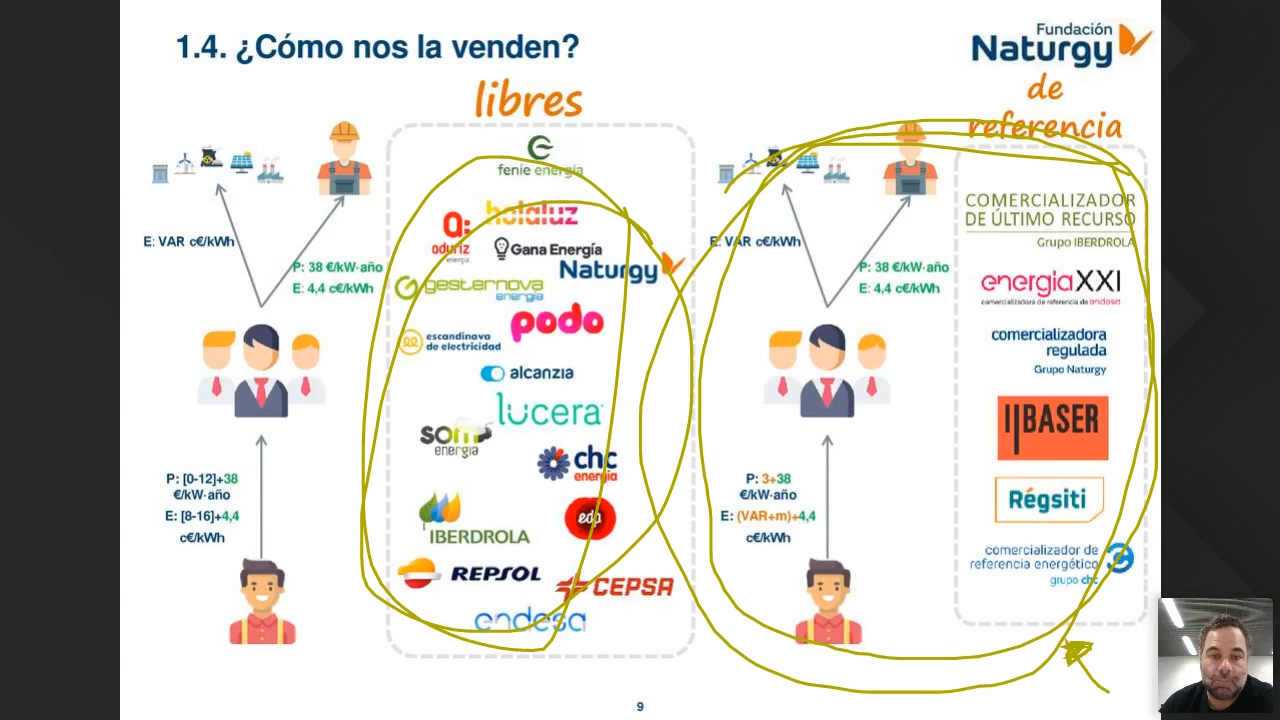 1.4. ¿Cómo nos la venden?
Fundación
Naturgy
libres
de
referencia
fenie energía
holaluz
a:
alduriz
energía
Gana Energía
Naturgy
gesternova
energía
podo
escandinava
de electricidad
alcanzia
lucera
som
energia
chc
energía
IBERDROLA
eda
REPSOL
CEPSA
endesa
E: VAR c€/kWh
P: 38 €/kW·año
E: 4,4 c€/kWh
P: [0-12]+38
€/kW·año
E: [8-16]+4,4
c€/kWh
E: VAR c€/kWh
P: 38 €/kW·año
E: 4,4 c€/kWh
P: 3+38
€/kW·año
E: (VAR+m)+4,4
c€/kWh
COMERCIALIZADOR
DE ÚLTIMO RECURSO
Grupo IBERDROLA
energíaXXI
comercializadora de referencia de endesa
comercializadora
regulada
Grupo Naturgy
BASER
Régsiti
comercializador de
referencia energético
grupo chc
9